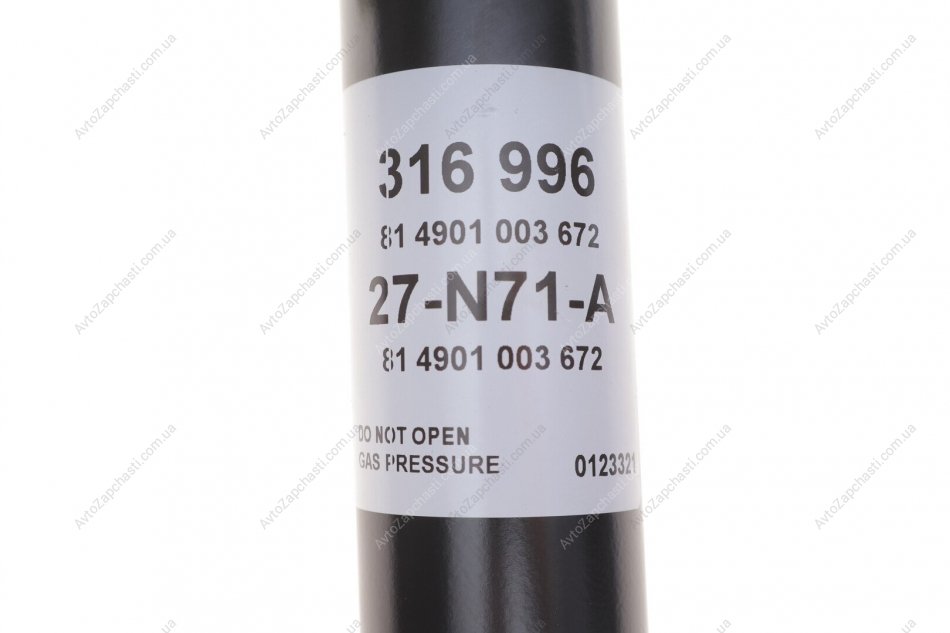 316 996
81 4901 003 672
27-N71-A
81 4901 003 672
DO NOT OPEN
GAS PRESSURE 0123321
AvtoZapchasti.com.ua